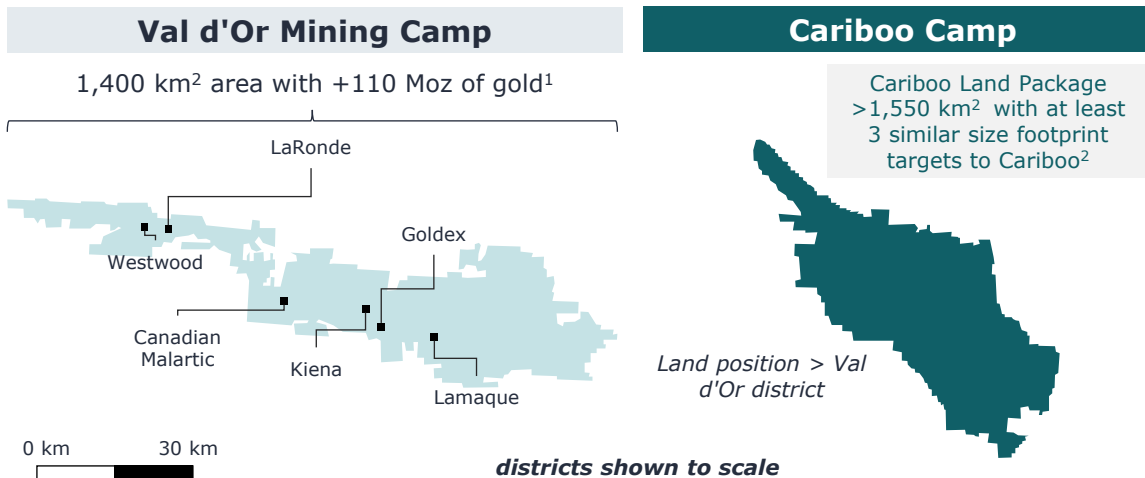 Val d'Or Mining Camp
1,400 km² area with +110 Moz of gold¹
LaRonde
Westwood
Goldex
Canadian
Malartic
Kiena
Lamaque
0 km
30 km
Cariboo Camp
Cariboo Land Package
>1,550 km² with at least
3 similar size footprint
targets to Cariboo²
Land position > Val
d'Or district
districts shown to scale